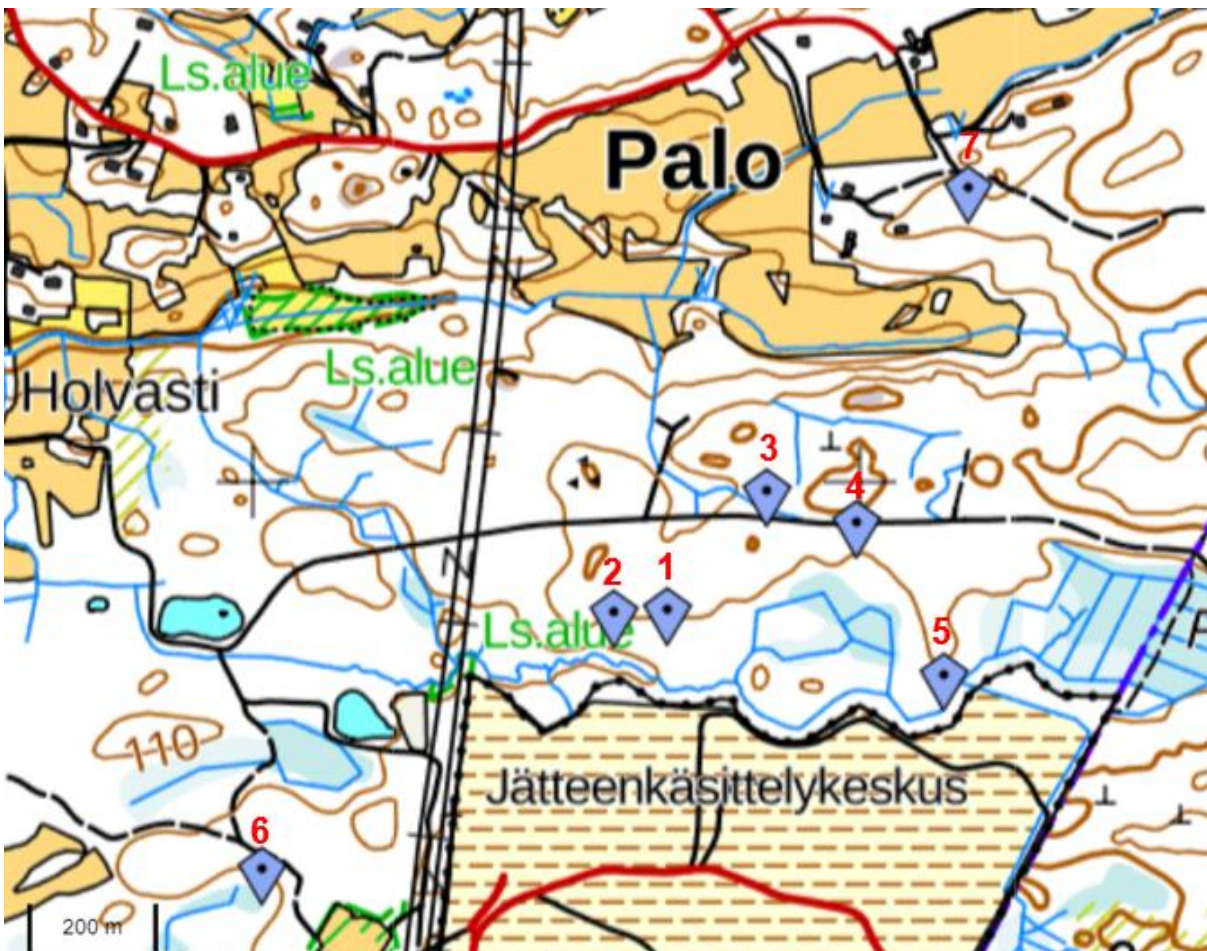 Ls.alue
Palo
7
Ls.alue
Holvasti
3
4
2
1
Ls.alue
5
P
110
Jätteenkäsittelykeskus
6
200 m